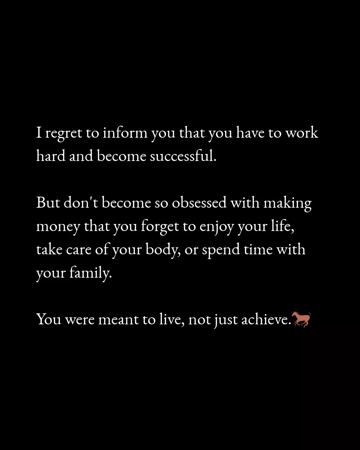 I regret to inform you that you have to work
hard and become successful.
But don't become so obsessed with making
money that you forget to enjoy your life,
take care of your body, or spend time with
your family.
You were meant to live, not just achieve.🐎